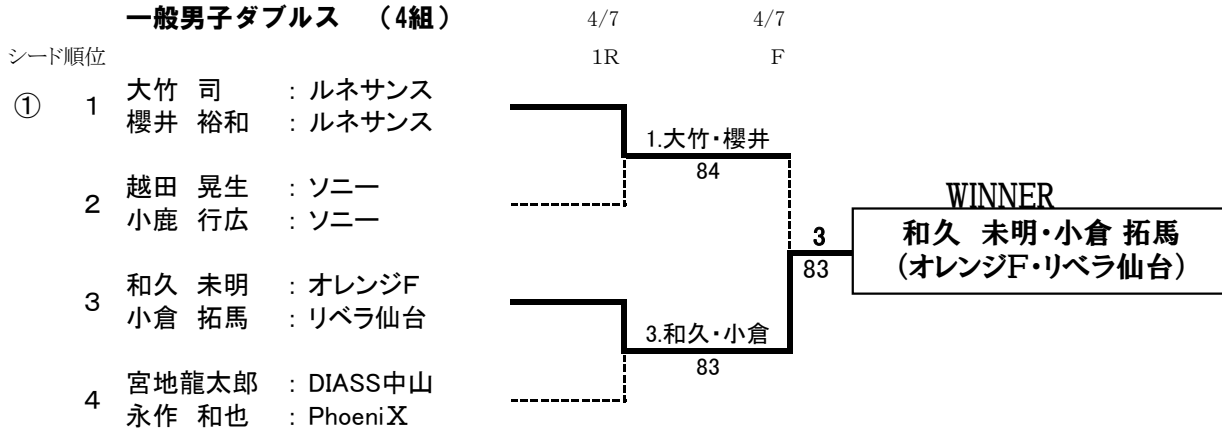 一般男子ダブルス （4組） 4/7 4/7
シード順位 1R F
① 1 大竹 司 : ルネサンス
櫻井 裕和 : ルネサンス
1.大竹・櫻井
84
2 越田 晃生 : ソニー
小鹿 行広 : ソニー
WINNER
3 和久 未明・小倉 拓馬
83 (オレンジF・リベラ仙台)
3 和久 未明 : オレンジF
小倉 拓馬 : リベラ仙台
3.和久・小倉
83
4 宮地龍太郎 : DIASS中山
永作 和也 : PhoeniX